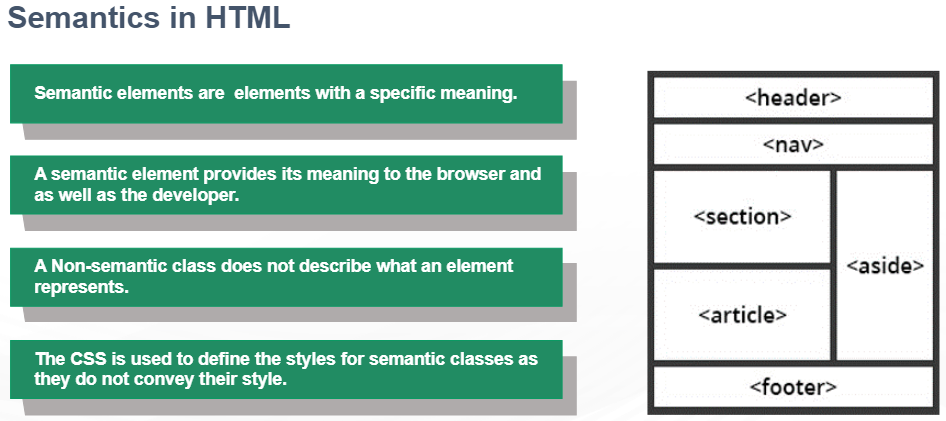 Semantics in HTML
Semantic elements are  elements with a specific meaning.
A semantic element provides its meaning to the browser and
as well as the developer.
A Non-semantic class does not describe what an element
represents.
The CSS is used to define the styles for semantic classes as
they do not convey their style.
<header>
<nav>
<section>
<aside>
<article>
<footer>